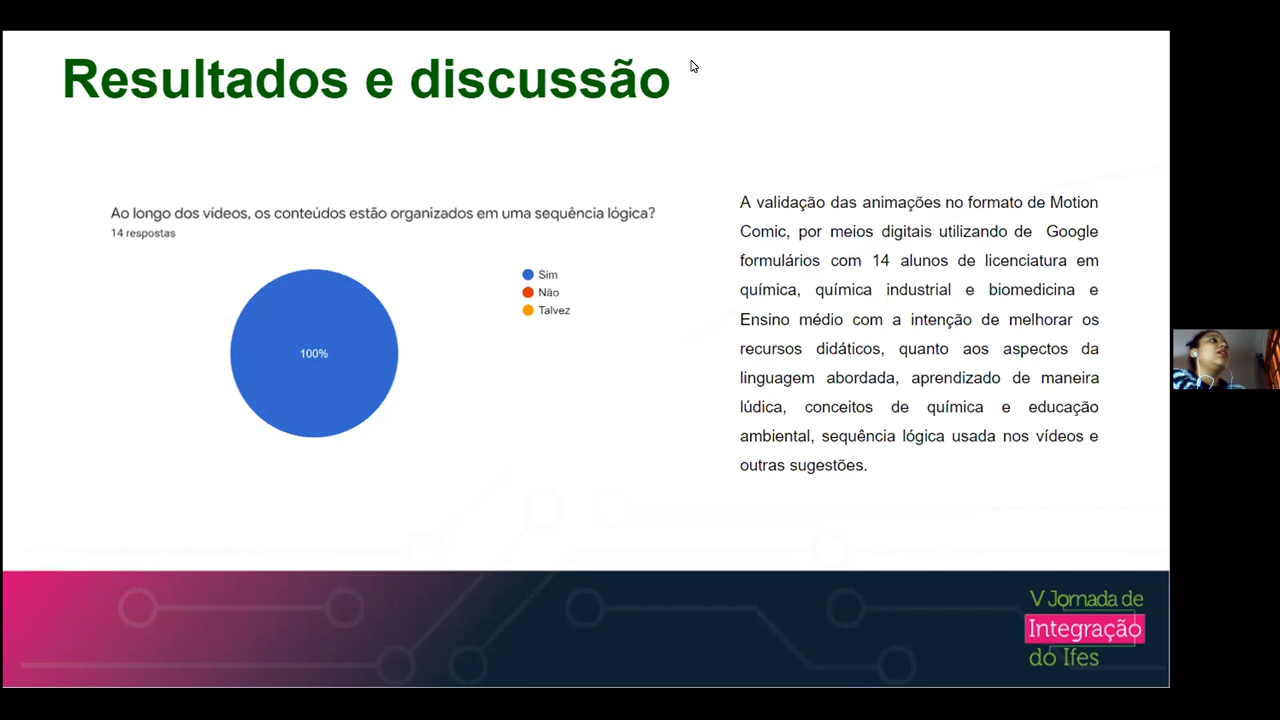 Resultados e discussão
Ao longo dos vídeos, os conteúdos estão organizados em uma sequência lógica?
14 respostas
Sim
Não
Talvez
100%
A validação das animações no formato de Motion
Comic, por meios digitais utilizando de Google
formulários com 14 alunos de licenciatura em
química, química industrial e biomedicina e
Ensino médio com a intenção de melhorar os
recursos didáticos, quanto aos aspectos da
linguagem abordada, aprendizado de maneira
lúdica, conceitos de química e educação
ambiental, sequência lógica usada nos vídeos e
outras sugestões.
V Jornada de
Integração
do Ifes